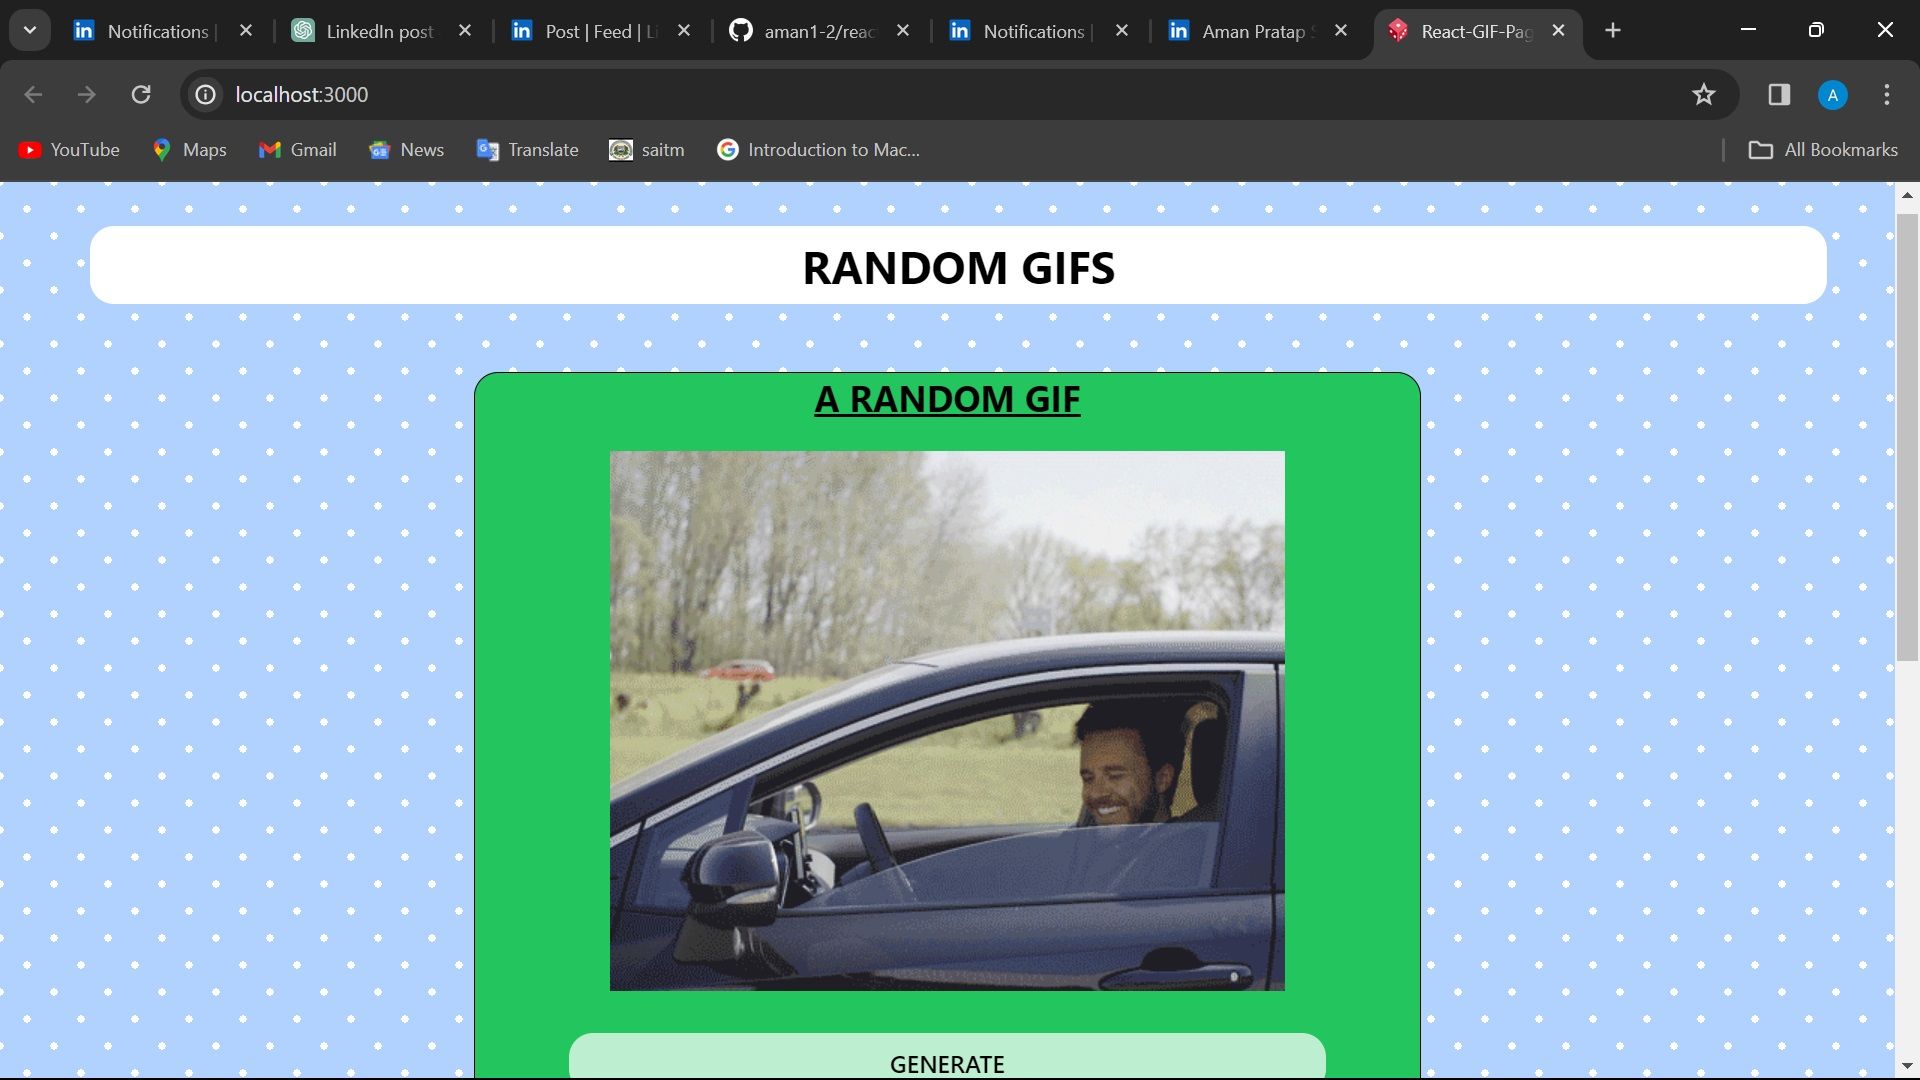 Notifications |
LinkedIn post
Post | Feed | Li
aman1-2/reac
Notifications |
Aman Pratap S
React-GIF-Pag
localhost:3000
A
YouTube
Maps
Gmail
News
Translate
saitm
Introduction to Mac...
All Bookmarks
RANDOM GIFS
A RANDOM GIF
GENERATE